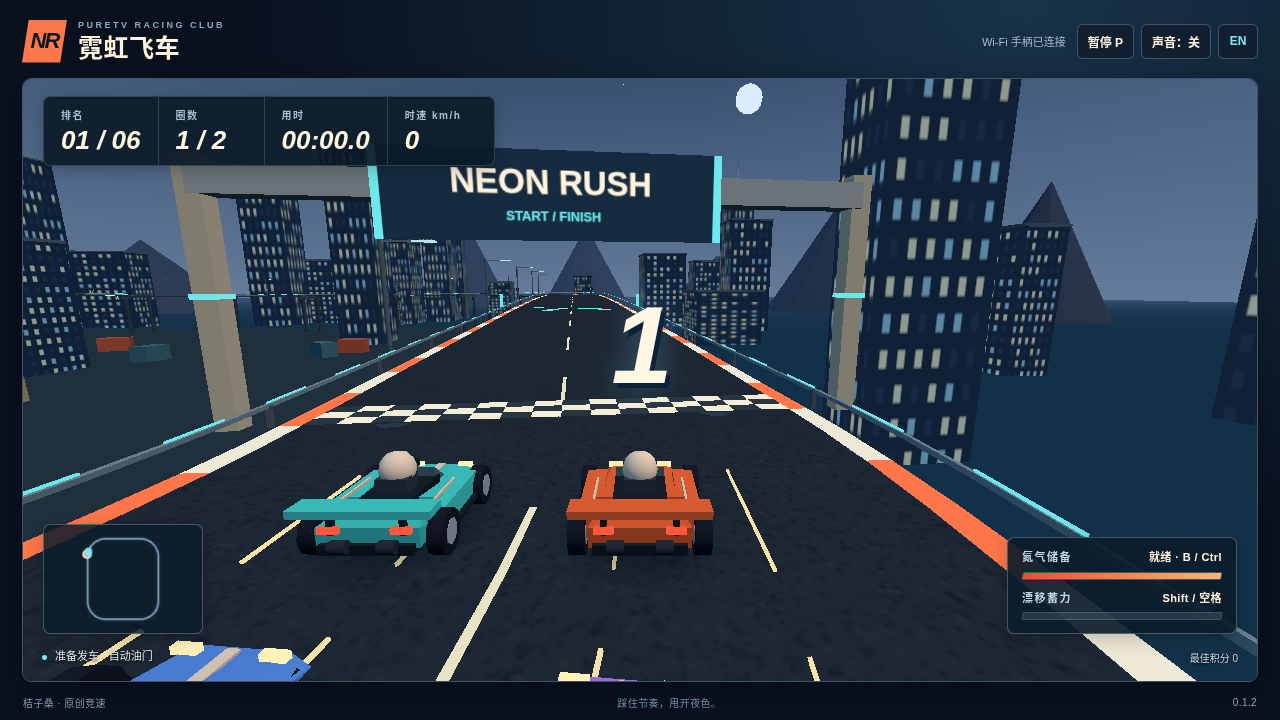 NR
PURETV RACING CLUB
霓虹飞车
Wi-Fi 手柄已连接
暂停 P
声音: 关
EN
排名
01 / 06
圈数
1 / 2
用时
00:00.0
时速 km/h
0
NEON RUSH
START / FINISH
1
氮气储备
就绪 · B / Ctrl
漂移蓄力
Shift / 空格
准备发车 · 自动油门
最佳积分 0
桔子桑 · 原创竞速
踩住节奏，甩开夜色。
0.1.2